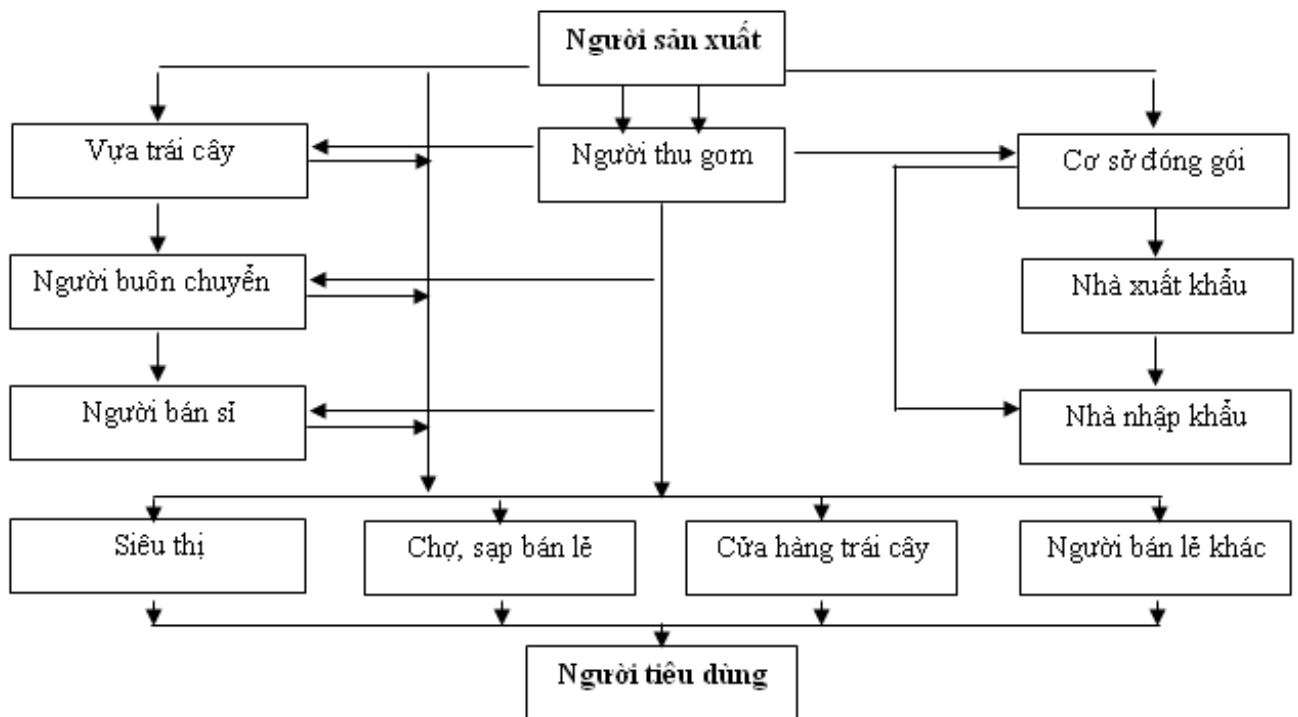 Người sản xuất
Vựa trái cây
Người thu gom
Cơ sở đóng gói
Người buôn chuyển
Nhà xuất khẩu
Người bán sỉ
Nhà nhập khẩu
Siêu thị
Chợ, sạp bán lẻ
Cửa hàng trái cây
Người bán lẻ khác
Người tiêu dùng